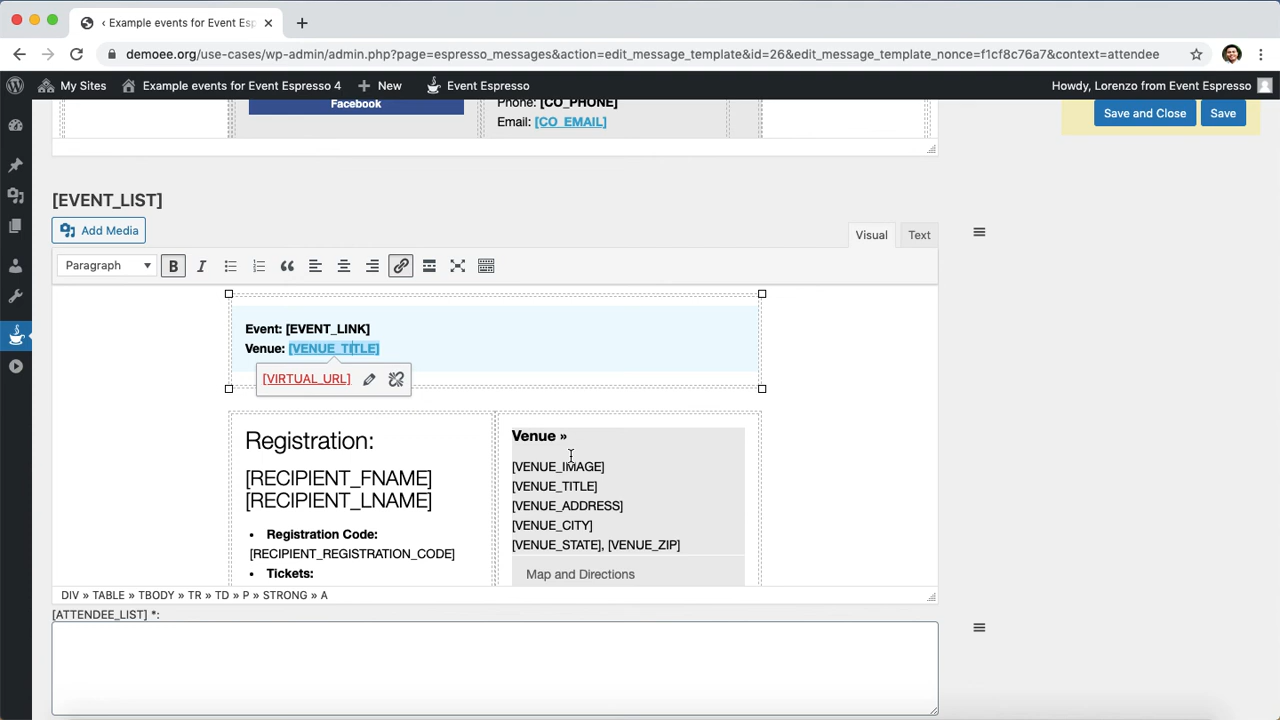 ‹ Example events for Event Espr
demoee.org/use-cases/wp-admin/admin.php?page=espresso_messages&action=edit_message_template&id=26&edit_message_template_nonce=f1cf8c76a7&context=attendee
My Sites Example events for Event Espresso 4 New Event Espresso Howdy, Lorenzo from Event Espresso
Facebook
Phone: [CO_PHONE]
Email: [CO_EMAIL]
Save and Close Save
[EVENT_LIST]
Add Media
Visual Text
Paragraph B I
Event: [EVENT_LINK]
Venue: [VENUE_TITLE]
[VIRTUAL_URL]
Registration:
[RECIPIENT_FNAME]
[RECIPIENT_LNAME]
• Registration Code:
[RECIPIENT_REGISTRATION_CODE]
• Tickets:
Venue »
[VENUE_IMAGE]
[VENUE_TITLE]
[VENUE_ADDRESS]
[VENUE_CITY]
[VENUE_STATE], [VENUE_ZIP]
Map and Directions
DIV » TABLE » TBODY » TR » TD » P » STRONG » A
[ATTENDEE_LIST] *: